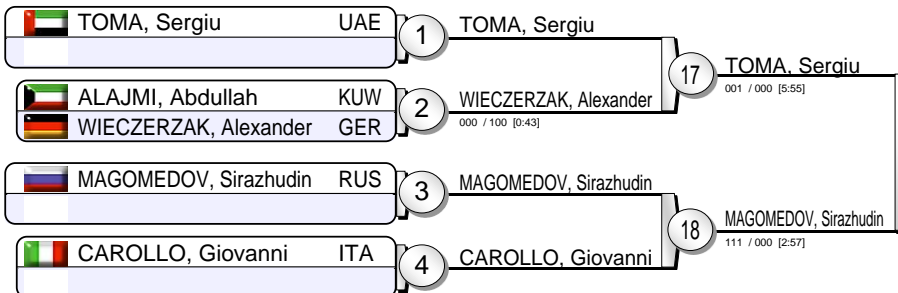 TOMA, Sergiu UAE
1
TOMA, Sergiu
17
TOMA, Sergiu
001 / 000 [5:55]
ALAJMI, Abdullah KUW
WIECZERZAK, Alexander GER
2
WIECZERZAK, Alexander
000 / 100 [0:43]
MAGOMEDOV, Sirazhudin RUS
3
MAGOMEDOV, Sirazhudin
18
MAGOMEDOV, Sirazhudin
111 / 000 [2:57]
CAROLLO, Giovanni ITA
4
CAROLLO, Giovanni